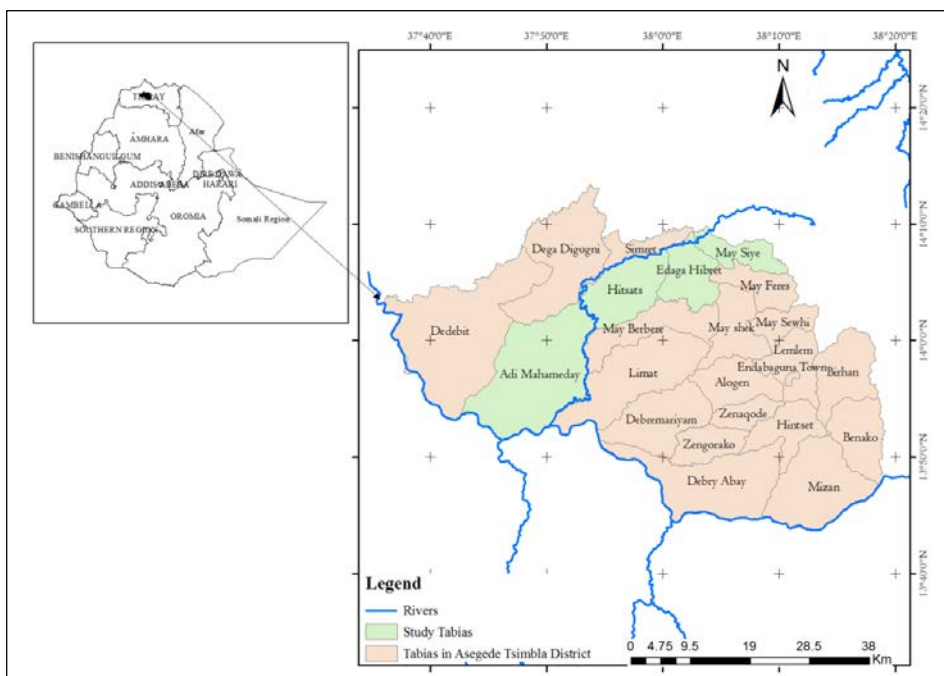 37°40'0"E 37°50'0"E 38°0'0"E 38°10'0"E 38°20'0"E
N
14°20'0"N
14°10'0"N
14°0'0"N
13°50'0"N
13°40'0"N
TIGRAY
AMHARA
Afar
BENISHANGUILGUM
DIREDAWA
ADDIS ABEBA
HARARI
GAMBELLA
OROMIA
SOUTHERN REGION
Somali Region
Dega Digogni
Simret
May Siye
Edaga Hibret
Hitsats
May Feres
Dedebit
May Berbere
May shek
May Sewhi
Lemlem
Adi Mahameday
Limat
Endabaguna Town
Birhan
Alogen
Debremariyam
Zenaqode
Hintset
Zengorako
Benako
Debry Abay
Mizan
Legend
Rivers
Study Tabias
Tabias in Asegede Tsimbla District
0 4.75 9.5 19 28.5 38
Km